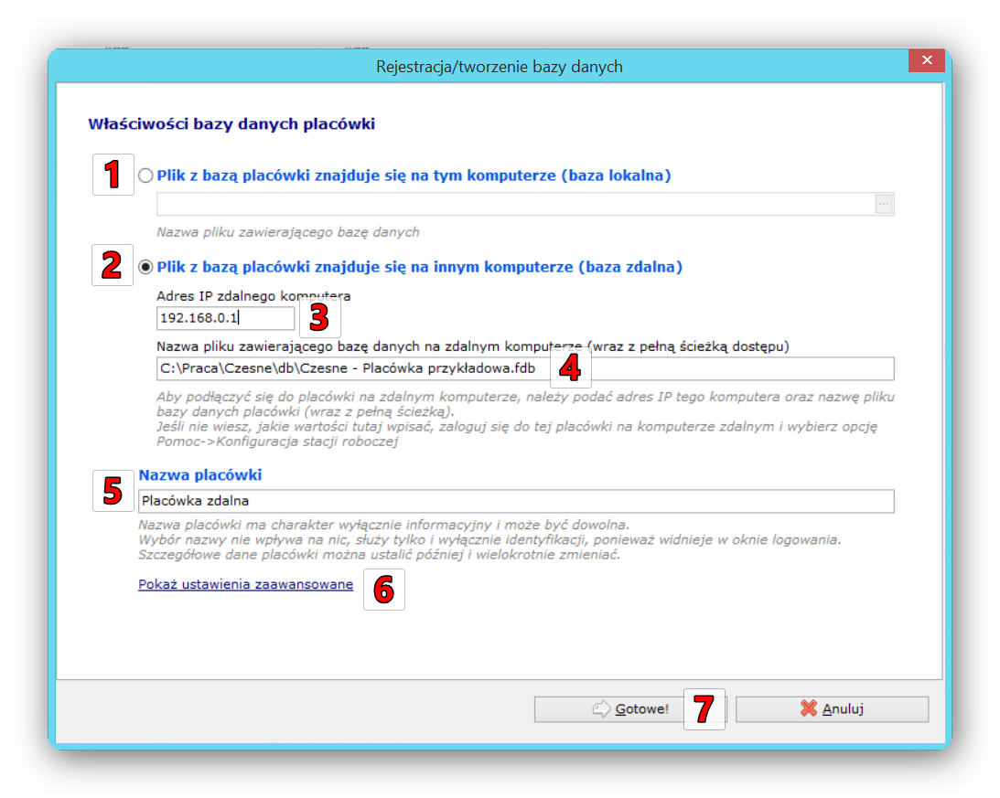 Rejestracja/tworzenie bazy danych
Właściwości bazy danych placówki
1
Plik z bazą placówki znajduje się na tym komputerze (baza lokalna)
...
Nazwa pliku zawierającego bazę danych
2
Plik z bazą placówki znajduje się na innym komputerze (baza zdalna)
Adres IP zdalnego komputera
192.168.0.1
3
Nazwa pliku zawierającego bazę danych na zdalnym komputerze (wraz z pełną ścieżką dostępu)
C:\Praca\Czesne\db\Czesne - Placówka przykładowa.fdb
4
Aby podłączyć się do placówki na zdalnym komputerze, należy podać adres IP tego komputera oraz nazwę pliku
bazy danych placówki (wraz z pełną ścieżką).
Jeśli nie wiesz, jakie wartości tutaj wpisać, zaloguj się do tej placówki na komputerze zdalnym i wybierz opcję
Pomoc->Konfiguracja stacji roboczej
5
Nazwa placówki
Placówka zdalna
Nazwa placówki ma charakter wyłącznie informacyjny i może być dowolna.
Wybór nazwy nie wpływa na nic, służy tylko i wyłącznie identyfikacji, ponieważ widnieje w oknie logowania.
Szczegółowe dane placówki można ustalić później i wielokrotnie zmieniać.
Pokaż ustawienia zaawansowane
6
Gotowe!
7
Anuluj